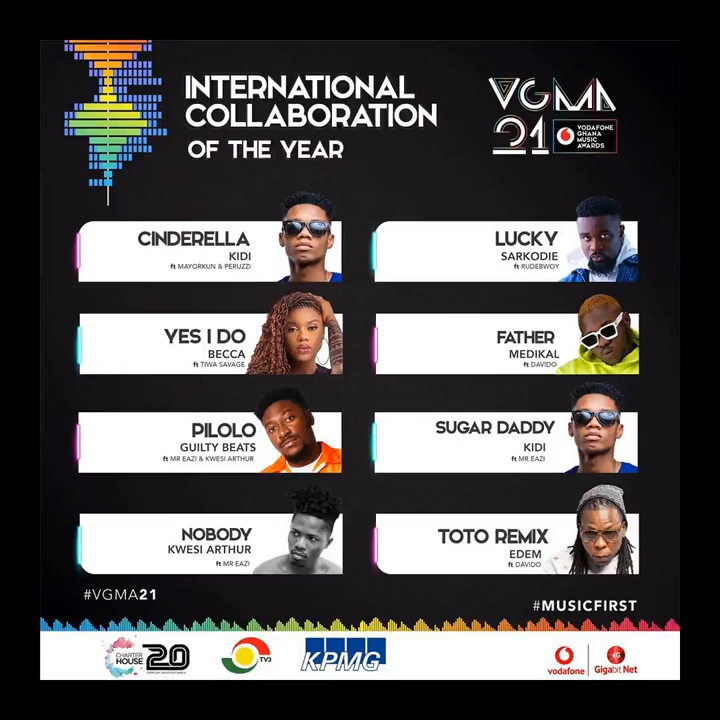 INTERNATIONAL
COLLABORATION
OF THE YEAR
VGMA
21
VODAFONE
GHANA
MUSIC
AWARDS
CINDERELLA
KIDI
ft MAYORKUN & PERUZZI
LUCKY
SARKODIE
ft RUDEBWOY
YES I DO
BECCA
ft TIWA SAVAGE
FATHER
MEDIKAL
ft DAVIDO
PILOLO
GUILTY BEATS
ft MR EAZI & KWESI ARTHUR
SUGAR DADDY
KIDI
ft MR EAZI
NOBODY
KWESI ARTHUR
ft MR EAZI
TOTO REMIX
EDEM
ft DAVIDO
#VGMA21
#MUSICFIRST
CHARTER
HOUSE
20
TV3
KPMG
vodafone
4G
Gigabit Net